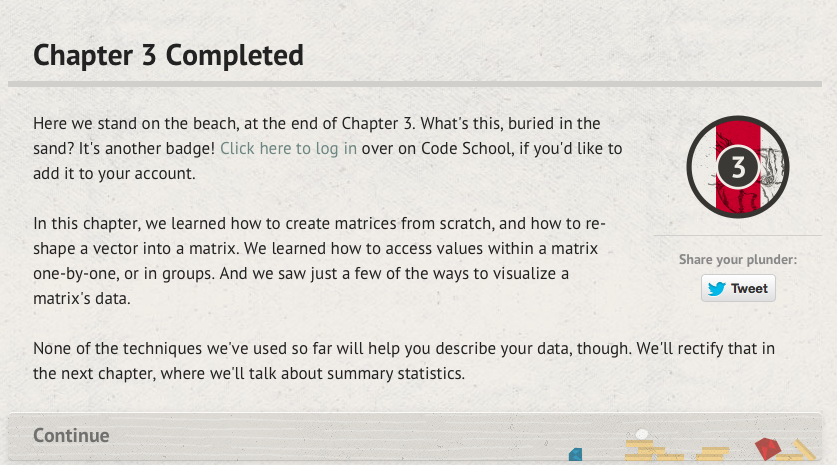 Chapter 3 Completed
Here we stand on the beach, at the end of Chapter 3. What's this, buried in the
sand? It's another badge! Click here to log in over on Code School, if you'd like to
add it to your account.
3
In this chapter, we learned how to create matrices from scratch, and how to re-
shape a vector into a matrix. We learned how to access values within a matrix
one-by-one, or in groups. And we saw just a few of the ways to visualize a
matrix's data.
Share your plunder:
Tweet
None of the techniques we've used so far will help you describe your data, though. We'll rectify that in
the next chapter, where we'll talk about summary statistics.
Continue